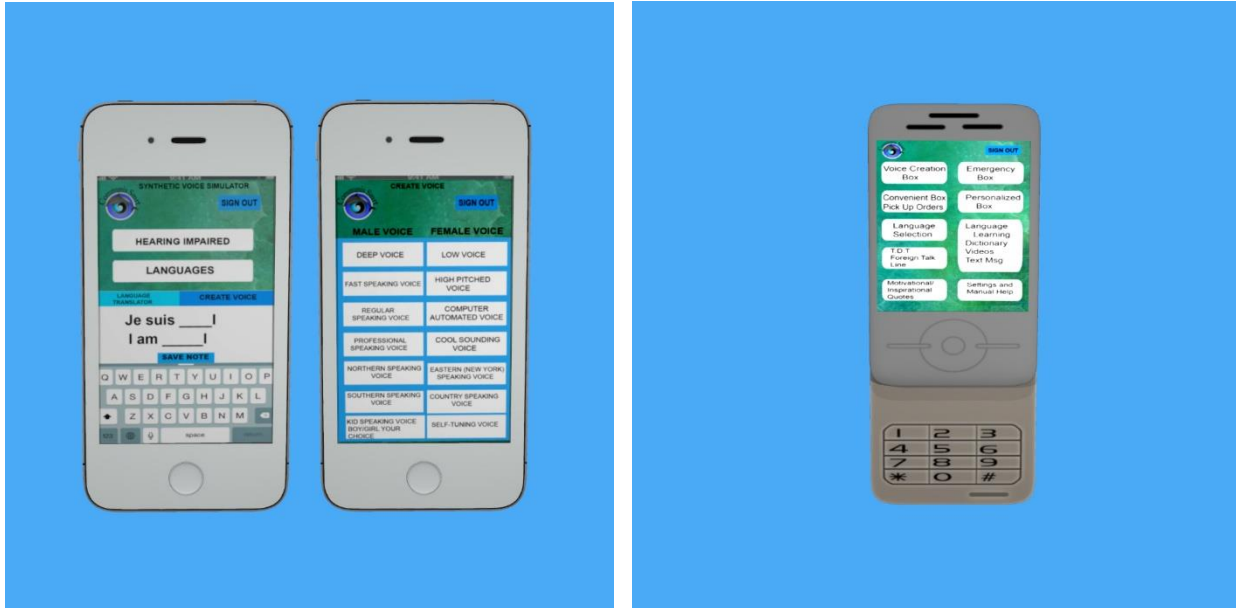 SYNTHETIC VOICE SIMULATOR
SIGN OUT
HEARING IMPAIRED
LANGUAGES
LANGUAGE
TRANSLATOR
CREATE VOICE
Je suis ____I
I am _____I
SAVE NOTE
Q W E R T Y U I O P
A S D F G H J K L
Z X C V B N M
space
CREATE VOICE
SIGN OUT
MALE VOICE
FEMALE VOICE
DEEP VOICE
LOW VOICE
FAST SPEAKING VOICE
HIGH PITCHED
VOICE
REGULAR
SPEAKING VOICE
COMPUTER
AUTOMATED VOICE
PROFESSIONAL
SPEAKING VOICE
COOL SOUNDING
VOICE
NORTHERN SPEAKING
VOICE
EASTERN (NEW YORK)
SPEAKING VOICE
SOUTHERN SPEAKING
VOICE
COUNTRY SPEAKING
VOICE
KID SPEAKING VOICE
BOY/GIRL YOUR
CHOICE
SELF-TUNING VOICE
SIGN OUT
Voice Creation
Box
Emergency
Box
Convenient Box
Pick Up Orders
Personalized
Box
Language
Selection
Language
Learning
Dictionary
Videos
Text Msg
T.D.T
Foreign Talk
Line
Motivational/
Inspirational
Quotes
Settings and
Manual Help
1 2 3
4 5 6
7 8 9
* 0 #